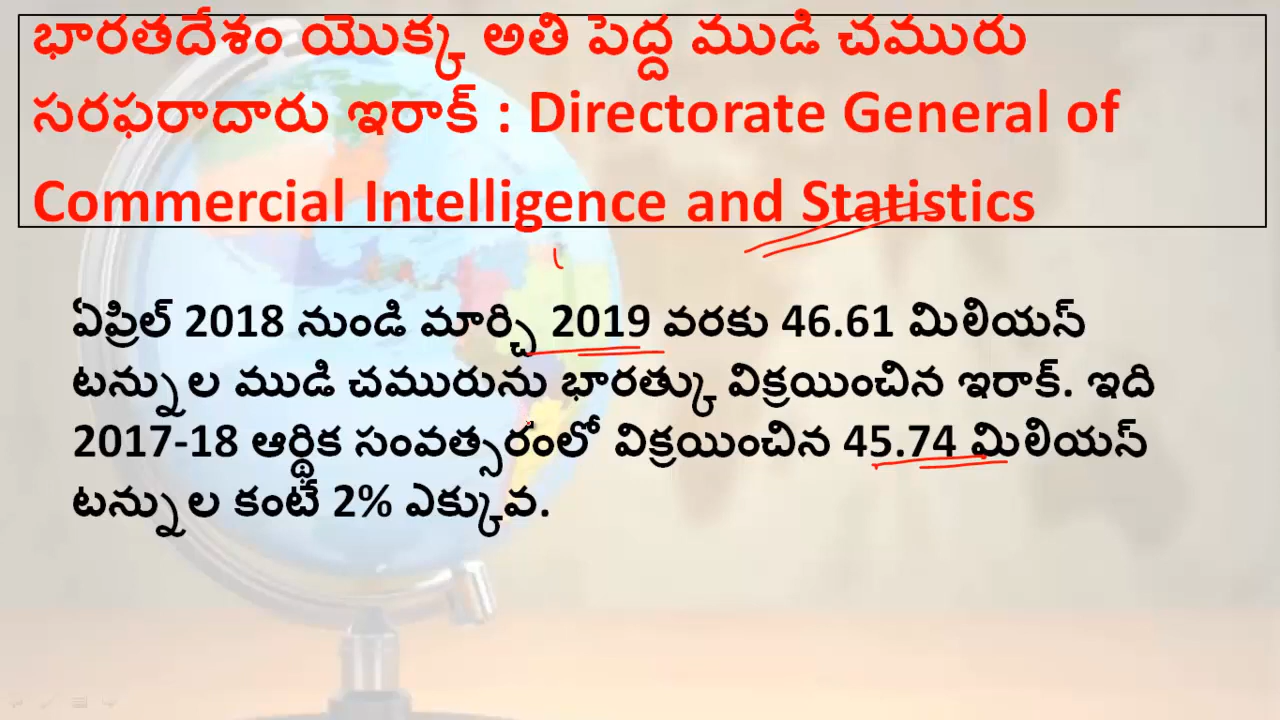 భారతదేశం యొక్క అతి పెద్ద ముడి చమురు
సరఫరాదారు ఇరాక్ : Directorate General of
Commercial Intelligence and Statistics
ఏప్రిల్ 2018 నుండి మార్చి 2019 వరకు 46.61 మిలియన్
టన్నుల ముడి చమురును భారత్కు విక్రయించిన ఇరాక్. ఇది
2017-18 ఆర్థిక సంవత్సరంలో విక్రయించిన 45.74 మిలియన్
టన్నుల కంటే 2% ఎక్కువ.